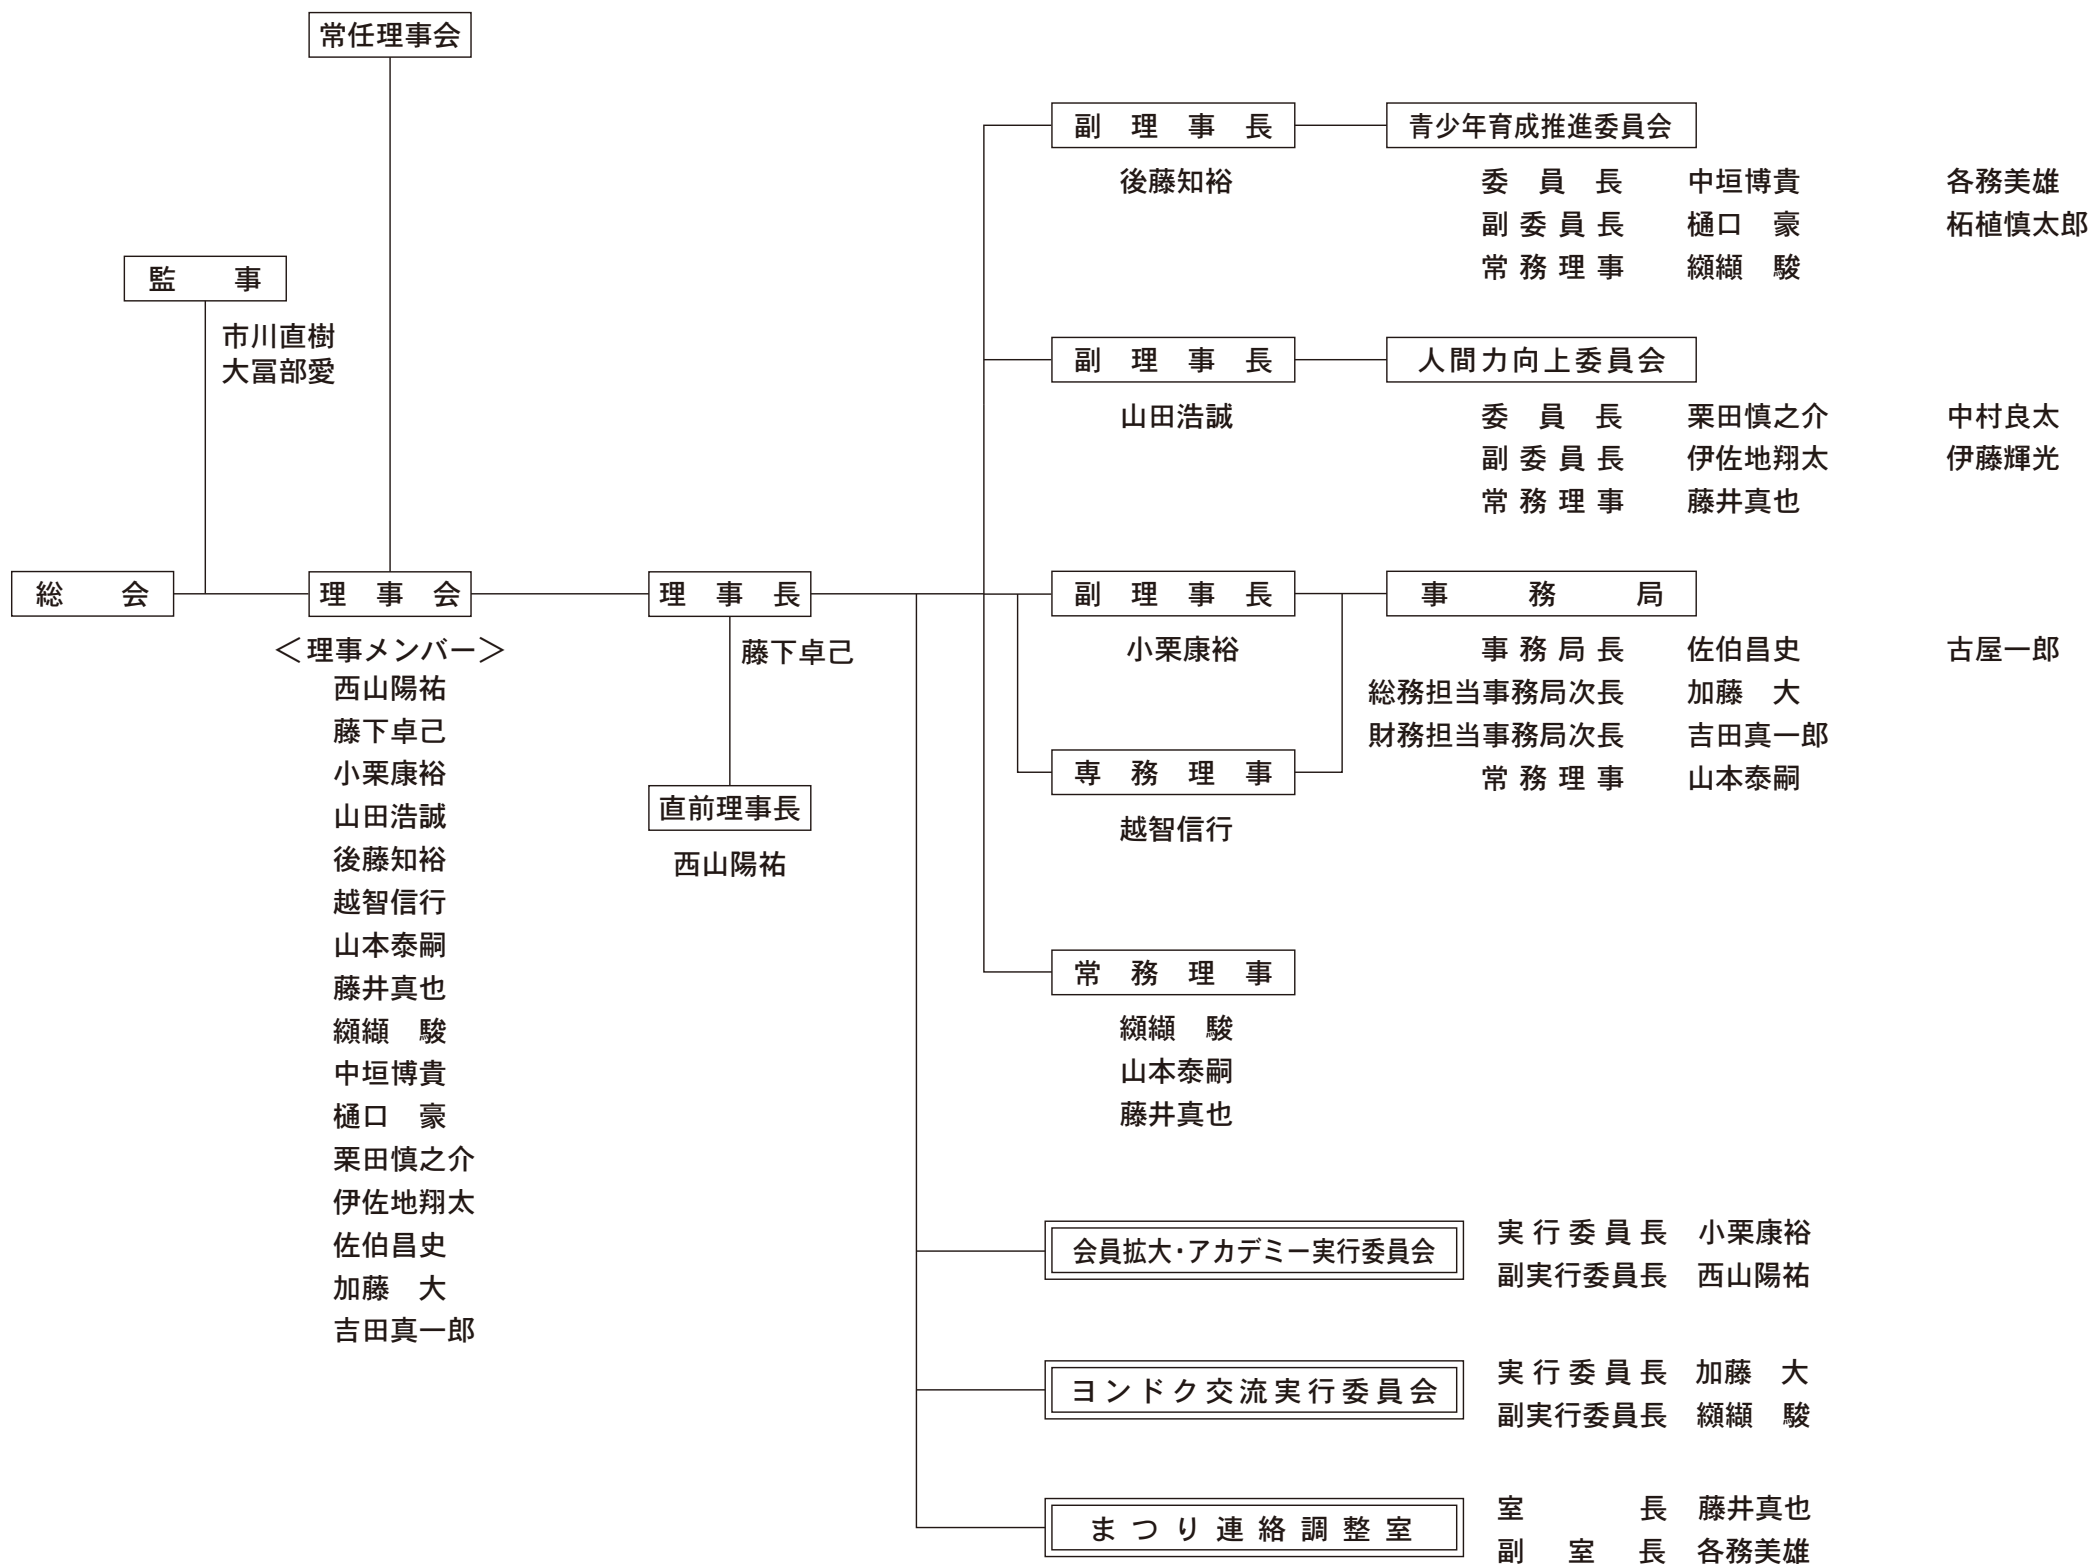 常任理事会
監事
市川直樹
大冨部愛
総会
理事会
＜理事メンバー＞
西山陽祐
藤下卓己
小栗康裕
山田浩誠
後藤知裕
越智信行
山本泰嗣
藤井真也
纐纈　駿
中垣博貴
樋口　豪
栗田慎之介
伊佐地翔太
佐伯昌史
加藤　大
吉田真一郎
理事長
藤下卓己
直前理事長
西山陽祐
副理事長
後藤知裕
青少年育成推進委員会
委員長　中垣博貴　各務美雄
副委員長　樋口　豪　柘植慎太郎
常務理事　纐纈　駿
副理事長
山田浩誠
人間力向上委員会
委員長　栗田慎之介　中村良太
副委員長　伊佐地翔太　伊藤輝光
常務理事　藤井真也
副理事長
小栗康裕
事務局
事務局長　佐伯昌史　古屋一郎
総務担当事務局次長　加藤　大
財務担当事務局次長　吉田真一郎
常務理事　山本泰嗣
専務理事
越智信行
常務理事
纐纈　駿
山本泰嗣
藤井真也
会員拡大・アカデミー実行委員会
実行委員長　小栗康裕
副実行委員長　西山陽祐
ヨンドク交流実行委員会
実行委員長　加藤　大
副実行委員長　纐纈　駿
まつり連絡調整室
室長　藤井真也
副室長　各務美雄